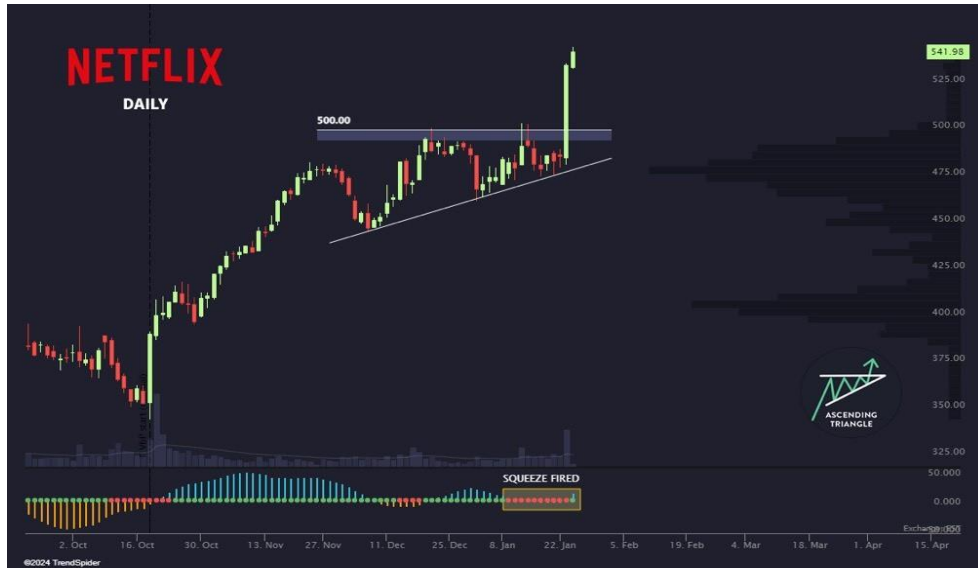 NETFLIX
DAILY
500.00
541.98
525.00
500.00
475.00
450.00
425.00
400.00
375.00
350.00
325.00
ASCENDING
TRIANGLE
50.000
SQUEEZE FIRED
0.000
2. Oct 16 Oct 30 Oct 13. Nov 27. Nov 11. Dec 25. Dec 8. Jan 22. Jan 5. Feb 19. Feb 4. Mar 18. Mar 1. Apr 15. Apr
©2024 TrendSpider